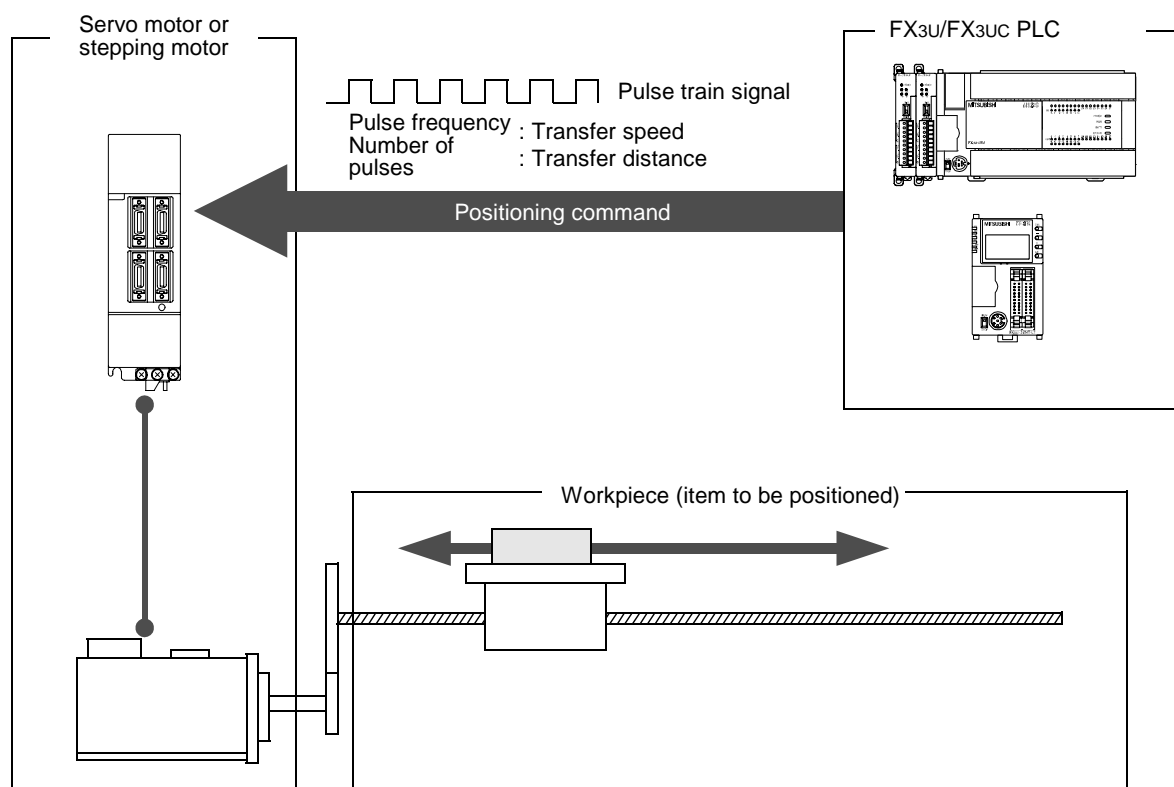 Servo motor or
stepping motor
FX3U/FX3UC PLC
Pulse train signal
Pulse frequency : Transfer speed
Number of
pulses : Transfer distance
MITSUBISHI
Positioning command
MITSUBISHI
Workpiece (item to be positioned)